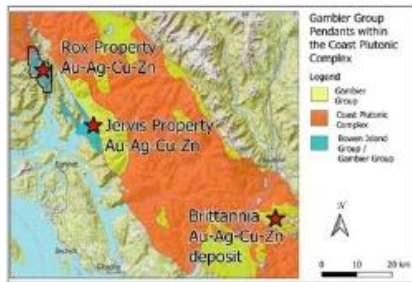 Gambier Group
Pendants within
the Coast Plutonic
Complex
Legend
Gambier
Group
Coast Plutonic
Complex
Bowen Island
Group /
Gambier Group
N
0 10 20 km
Rox Property
Au-Ag-Cu-Zn
Jervis Property
Au-Ag-Cu-Zn
Brittannia
Au-Ag-Cu-Zn
deposit